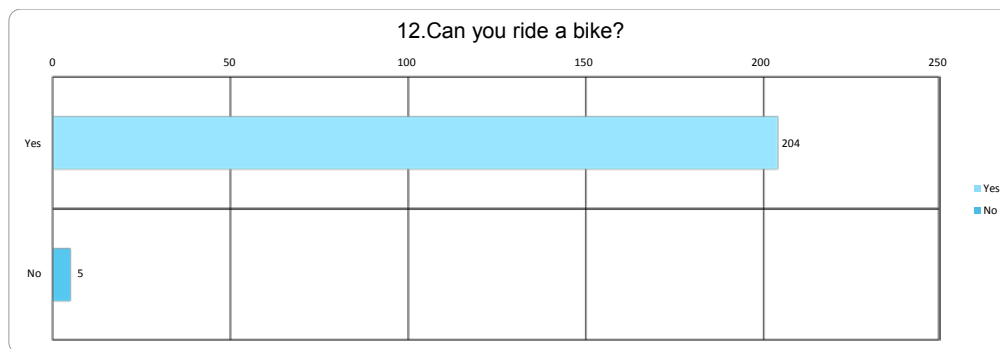 12.Can you ride a bike?
0 50 100 150 200 250
Yes 204
Yes
No
No 5